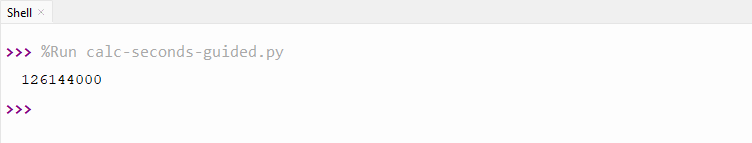 Shell ×
>>> %Run calc-seconds-guided.py
126144000
>>>